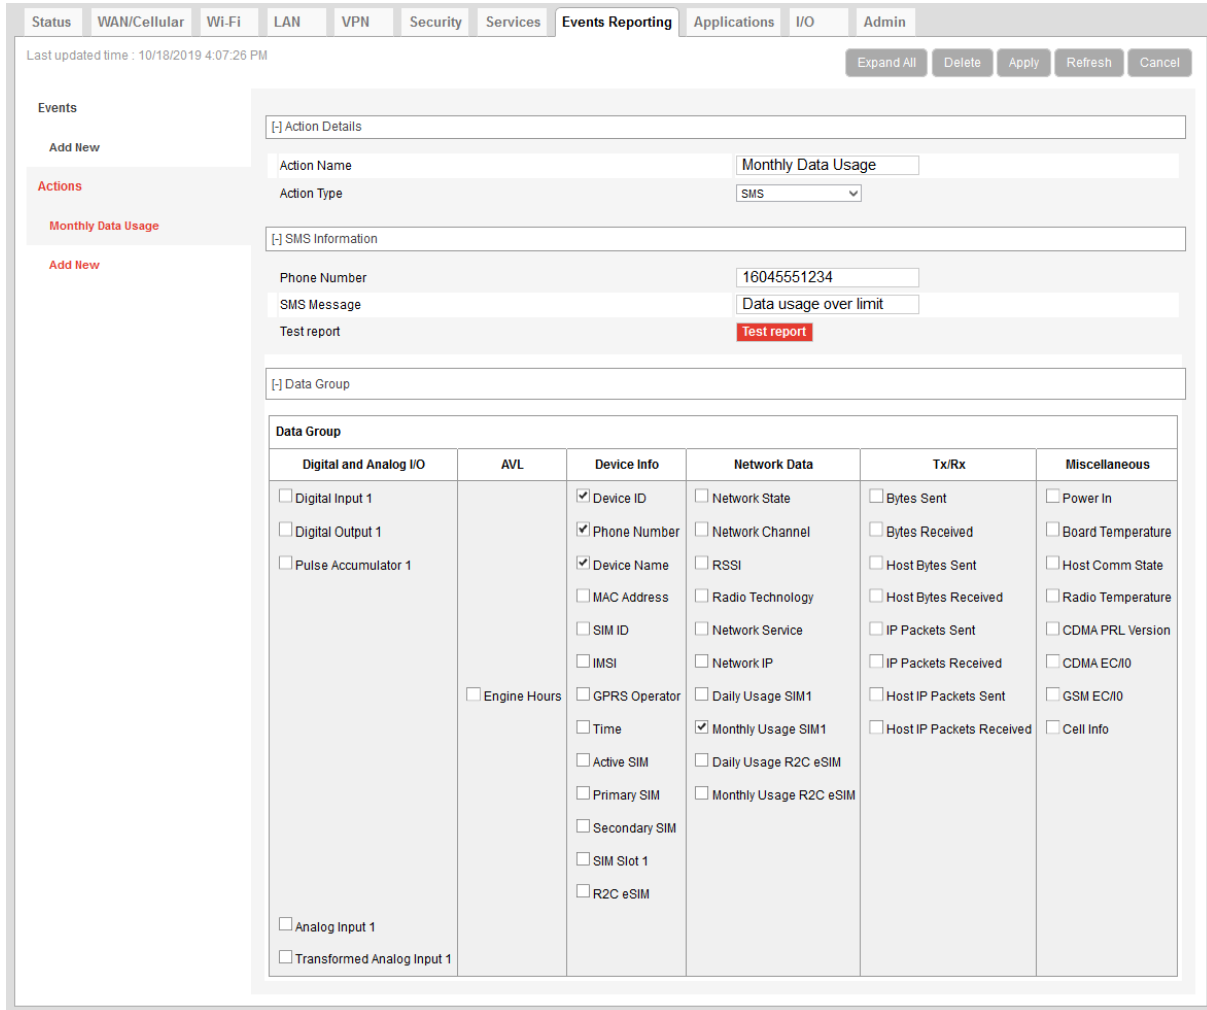 Status WAN/Cellular Wi-Fi LAN VPN Security Services Events Reporting Applications I/O Admin
Last updated time : 10/18/2019 4:07:26 PM
Expand All Delete Apply Refresh Cancel
Events
Add New
Actions
Monthly Data Usage
Add New
[-] Action Details
Action Name Monthly Data Usage
Action Type SMS
[-] SMS Information
Phone Number 16045551234
SMS Message Data usage over limit
Test report Test report
[-] Data Group
Data Group
Digital and Analog I/O AVL Device Info Network Data Tx/Rx Miscellaneous
Digital Input 1 Device ID Network State Bytes Sent Power In
Digital Output 1 Phone Number Network Channel Bytes Received Board Temperature
Pulse Accumulator 1 Device Name RSSI Host Bytes Sent Host Comm State
MAC Address Radio Technology Host Bytes Received Radio Temperature
SIM ID Network Service IP Packets Sent CDMA PRL Version
IMSI Network IP IP Packets Received CDMA EC/I0
Engine Hours GPRS Operator Daily Usage SIM1 Host IP Packets Sent GSM EC/I0
Time Monthly Usage SIM1 Host IP Packets Received Cell Info
Active SIM Daily Usage R2C eSIM
Primary SIM Monthly Usage R2C eSIM
Secondary SIM
SIM Slot 1
R2C eSIM
Analog Input 1
Transformed Analog Input 1